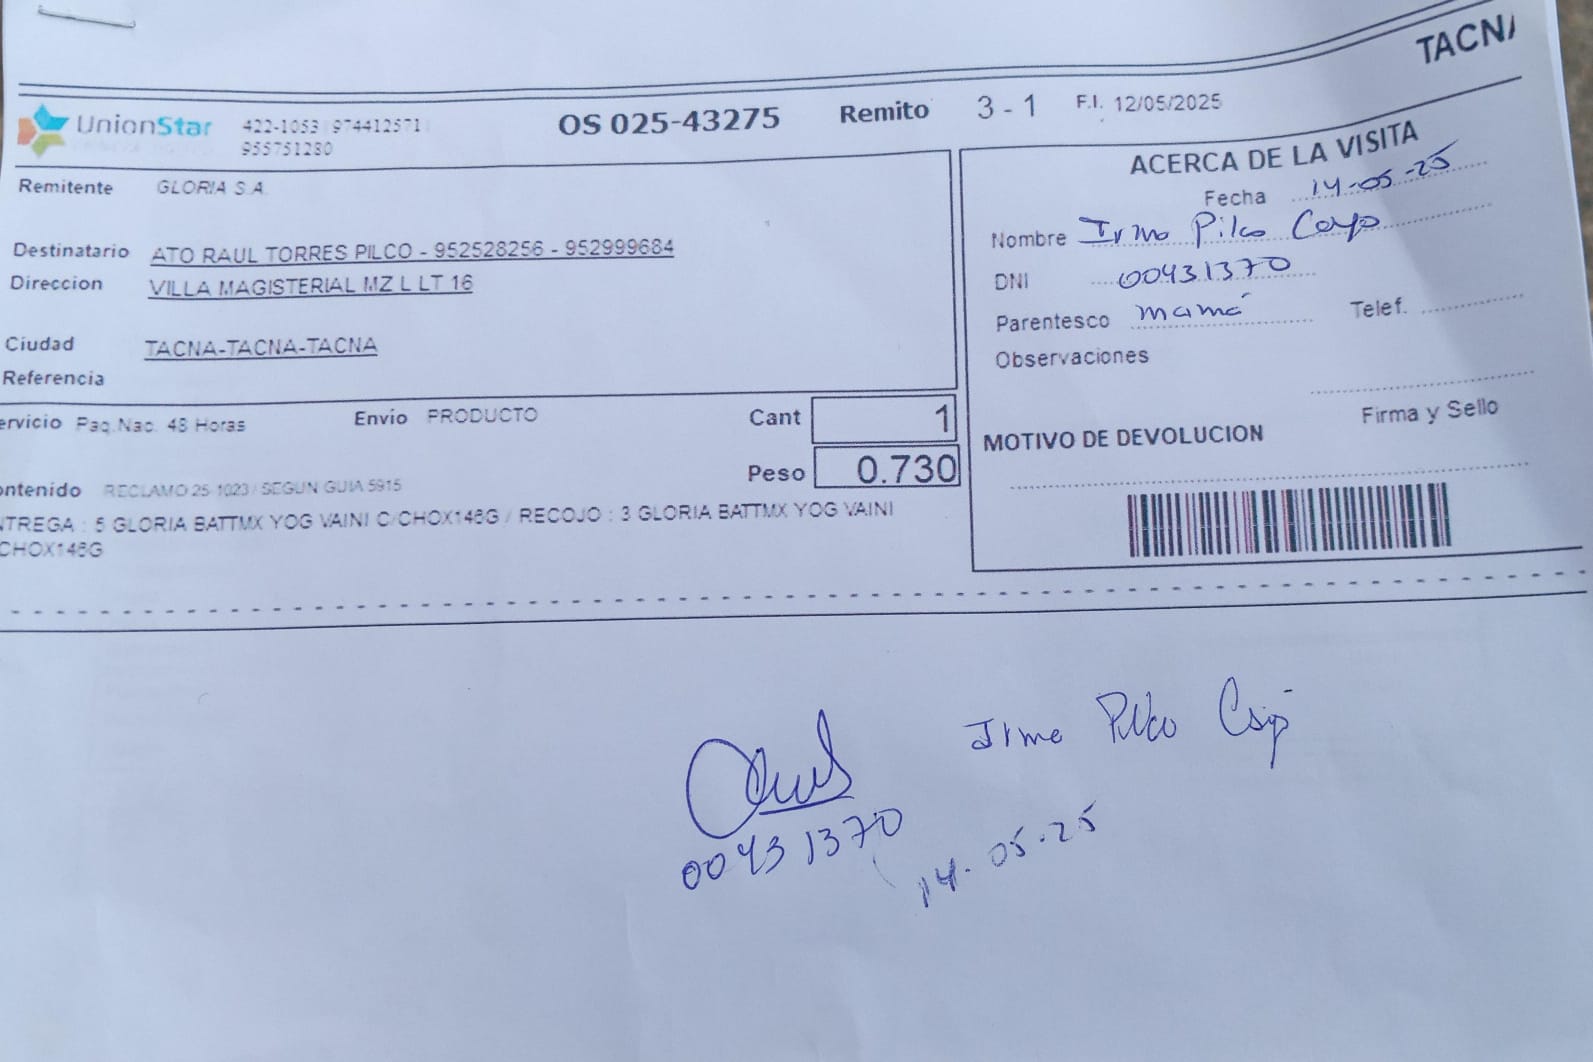 TACNA
UnionStar 422-1053 974412571 OS 025-43275 Remito 3 - 1 F.I. 12/05/2025
955751280
Remitente GLORIA S.A.
Destinatario ATO RAUL TORRES PILCO - 952528256 - 952999684
Direccion VILLA MAGISTERIAL MZ L LT 16
Ciudad TACNA-TACNA-TACNA
Referencia
ervicio Paq.Nac. 48 Horas Envio PRODUCTO Cant 1
Peso 0.730
ontenido RECLAMO 25-1023 / SEGUN GUIA 5915
NTREGA : 5 GLORIA BATTMX YOG VAINI C/CHOX146G / RECOJO : 3 GLORIA BATTMX YOG VAINI
CHOX146G
ACERCA DE LA VISITA
Fecha 14-05-25
Nombre Irma Pilco
DNI 00431370
Parentesco mamá Telef.
Observaciones
Firma y Sello
MOTIVO DE DEVOLUCION
Irma Pilco
00431370
14.05.25